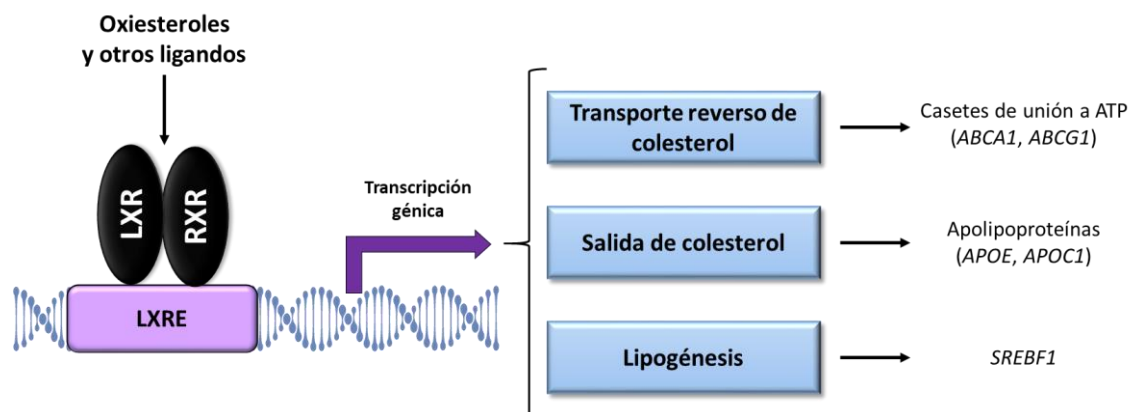 Oxiesteroles
y otros ligandos
LXR
RXR
LXRE
Transcripción
génica
Transporte reverso de
colesterol
Casetes de unión a ATP
(ABCA1, ABCG1)
Salida de colesterol
Apolipoproteínas
(APOE, APOC1)
Lipogénesis
SREBF1